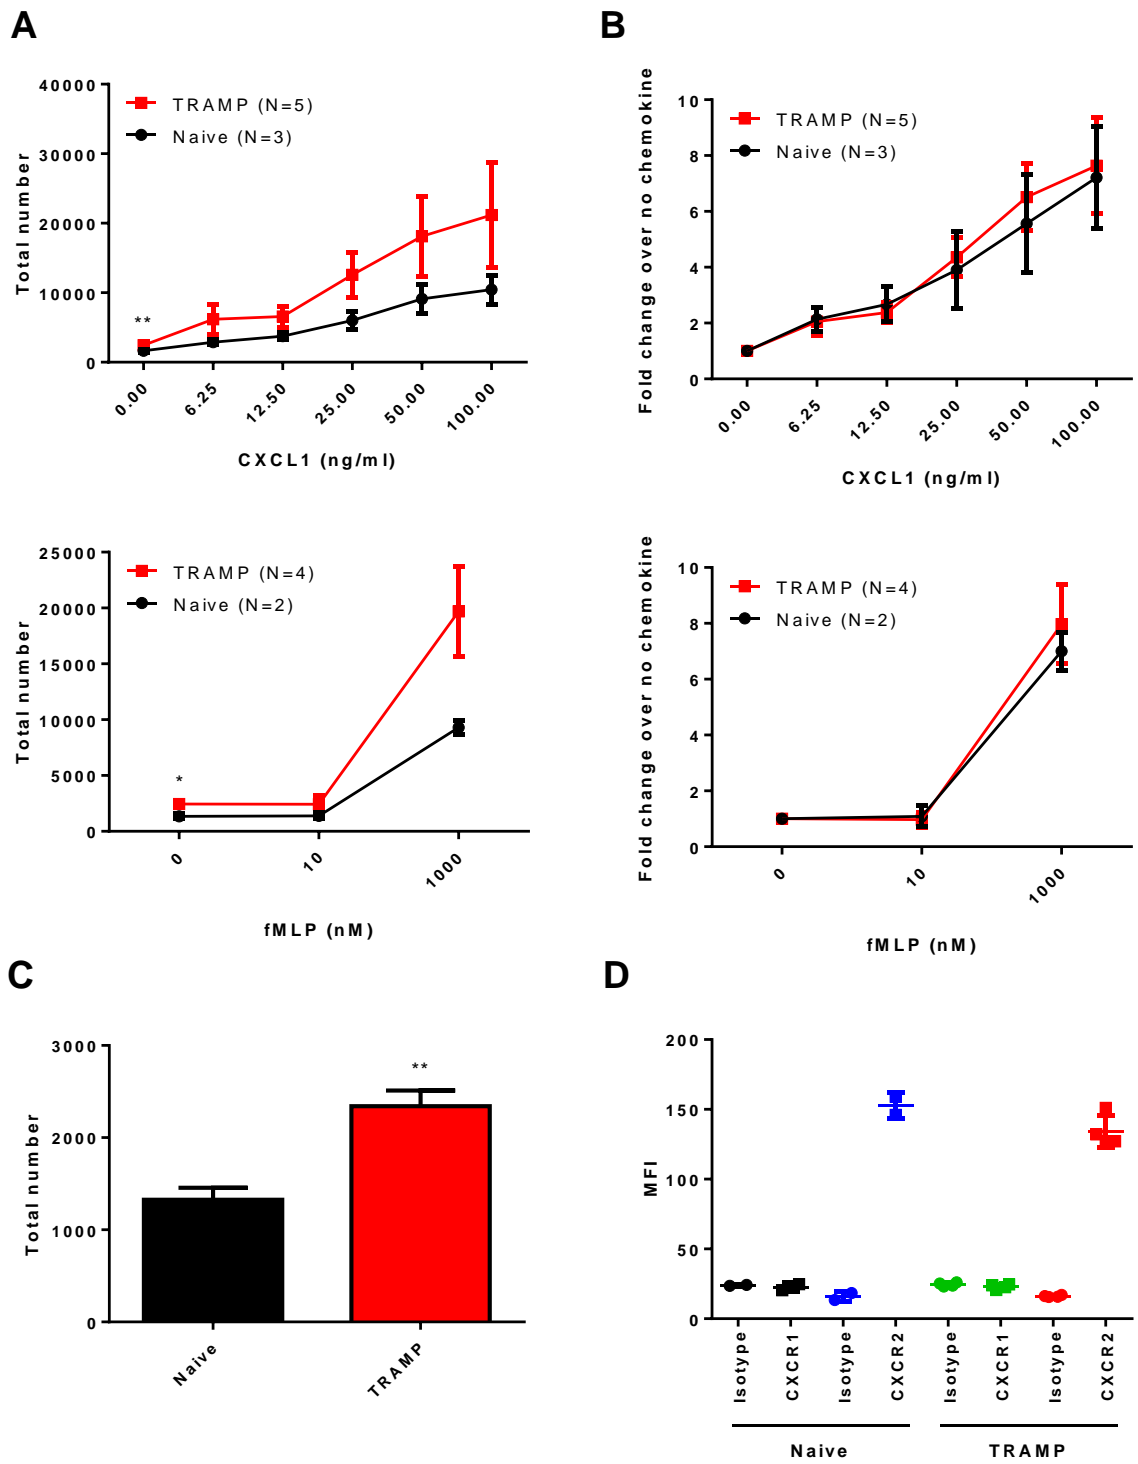 A
40000
30000
20000
10000
0
Total number
TRAMP (N=5)
Naive (N=3)
**
0.00
6.25
12.50
25.00
50.00
100.00
CXCL1 (ng/ml)
B
10
8
6
4
2
0
Fold change over no chemokine
TRAMP (N=5)
Naive (N=3)
0.00
6.25
12.50
25.00
50.00
100.00
CXCL1 (ng/ml)
25000
20000
15000
10000
5000
0
Total number
TRAMP (N=4)
Naive (N=2)
*
0
10
1000
fMLP (nM)
10
8
6
4
2
0
Fold change over no chemokine
TRAMP (N=4)
Naive (N=2)
0
10
1000
fMLP (nM)
C
3000
2000
1000
0
Total number
**
Naive
TRAMP
D
200
150
100
50
0
MFI
Isotype
CXCR1
Isotype
CXCR2
Isotype
CXCR1
Isotype
CXCR2
Naive
TRAMP